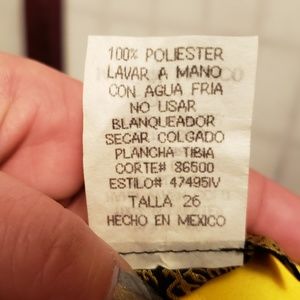 100% POLIESTER
LAVAR A MANO
CON AGUA FRIA
NO USAR
BLANQUEADOR
SECAR COLGADO
PLANCHA TIBIA
CORTE# 86500
ESTILO# 47495IV
TALLA 26
HECHO EN MEXICO